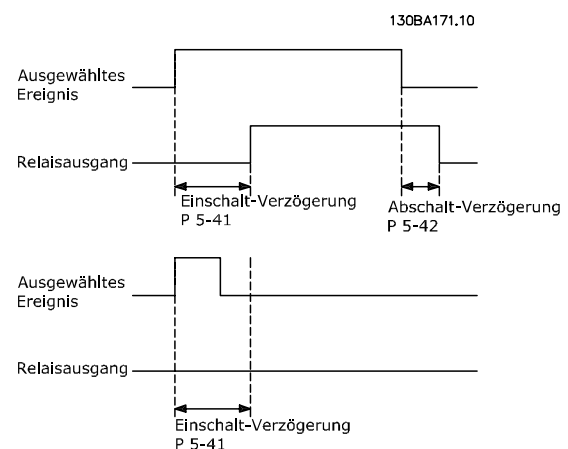 130BA171.10
Ausgewähltes
Ereignis
Relaisausgang
Einschalt-Verzögerung
P 5-41
Abschalt-Verzögerung
P 5-42
Ausgewähltes
Ereignis
Relaisausgang
Einschalt-Verzögerung
P 5-41